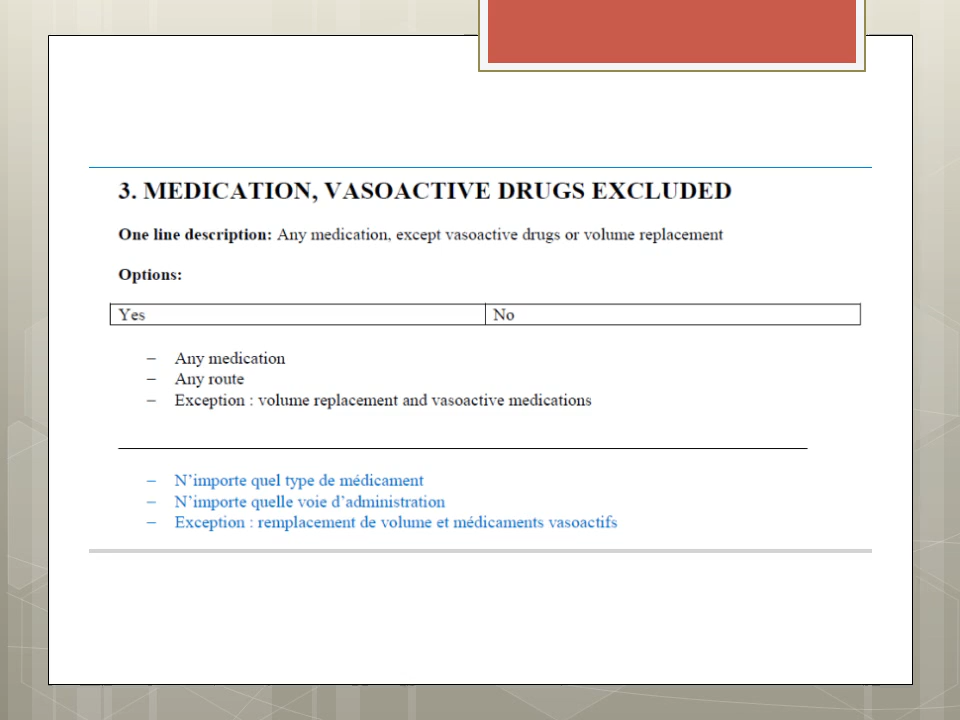 3. MEDICATION, VASOACTIVE DRUGS EXCLUDED
One line description: Any medication, except vasoactive drugs or volume replacement
Options:
Yes No
– Any medication
– Any route
– Exception : volume replacement and vasoactive medications
– N’importe quel type de médicament
– N’importe quelle voie d’administration
– Exception : remplacement de volume et médicaments vasoactifs